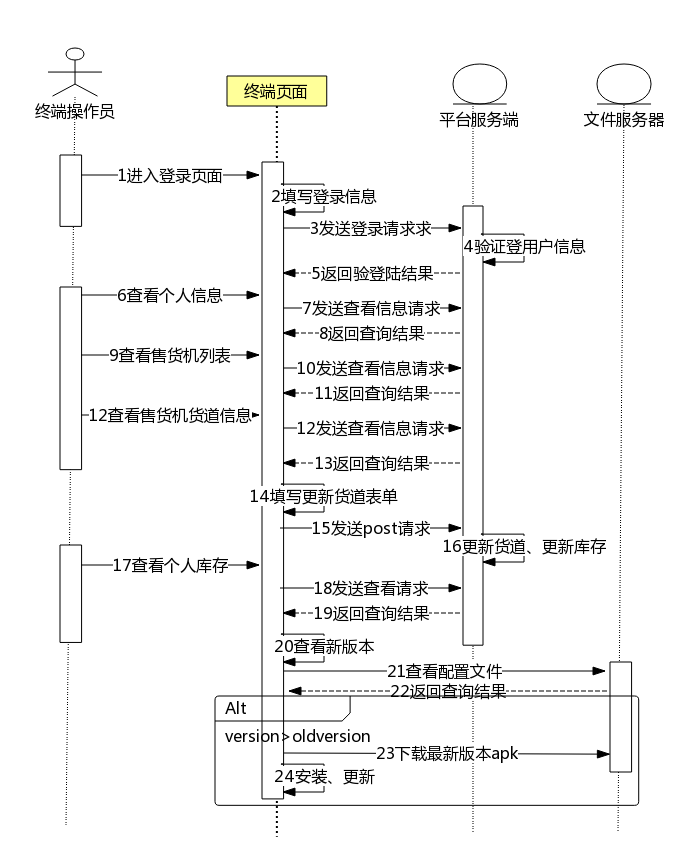 终端操作员
终端页面
平台服务端
文件服务器
1进入登录页面
2填写登录信息
3发送登录请求求
4验证登用户信息
5返回验登陆结果
6查看个人信息
7发送查看信息请求
8返回查询结果
9查看售货机列表
10发送查看信息请求
11返回查询结果
12查看售货机货道信息
12发送查看信息请求
13返回查询结果
14填写更新货道表单
15发送post请求
16更新货道、更新库存
17查看个人库存
18发送查看请求
19返回查询结果
20查看新版本
21查看配置文件
22返回查询结果
Alt
version>oldversion
23下载最新版本apk
24安装、更新